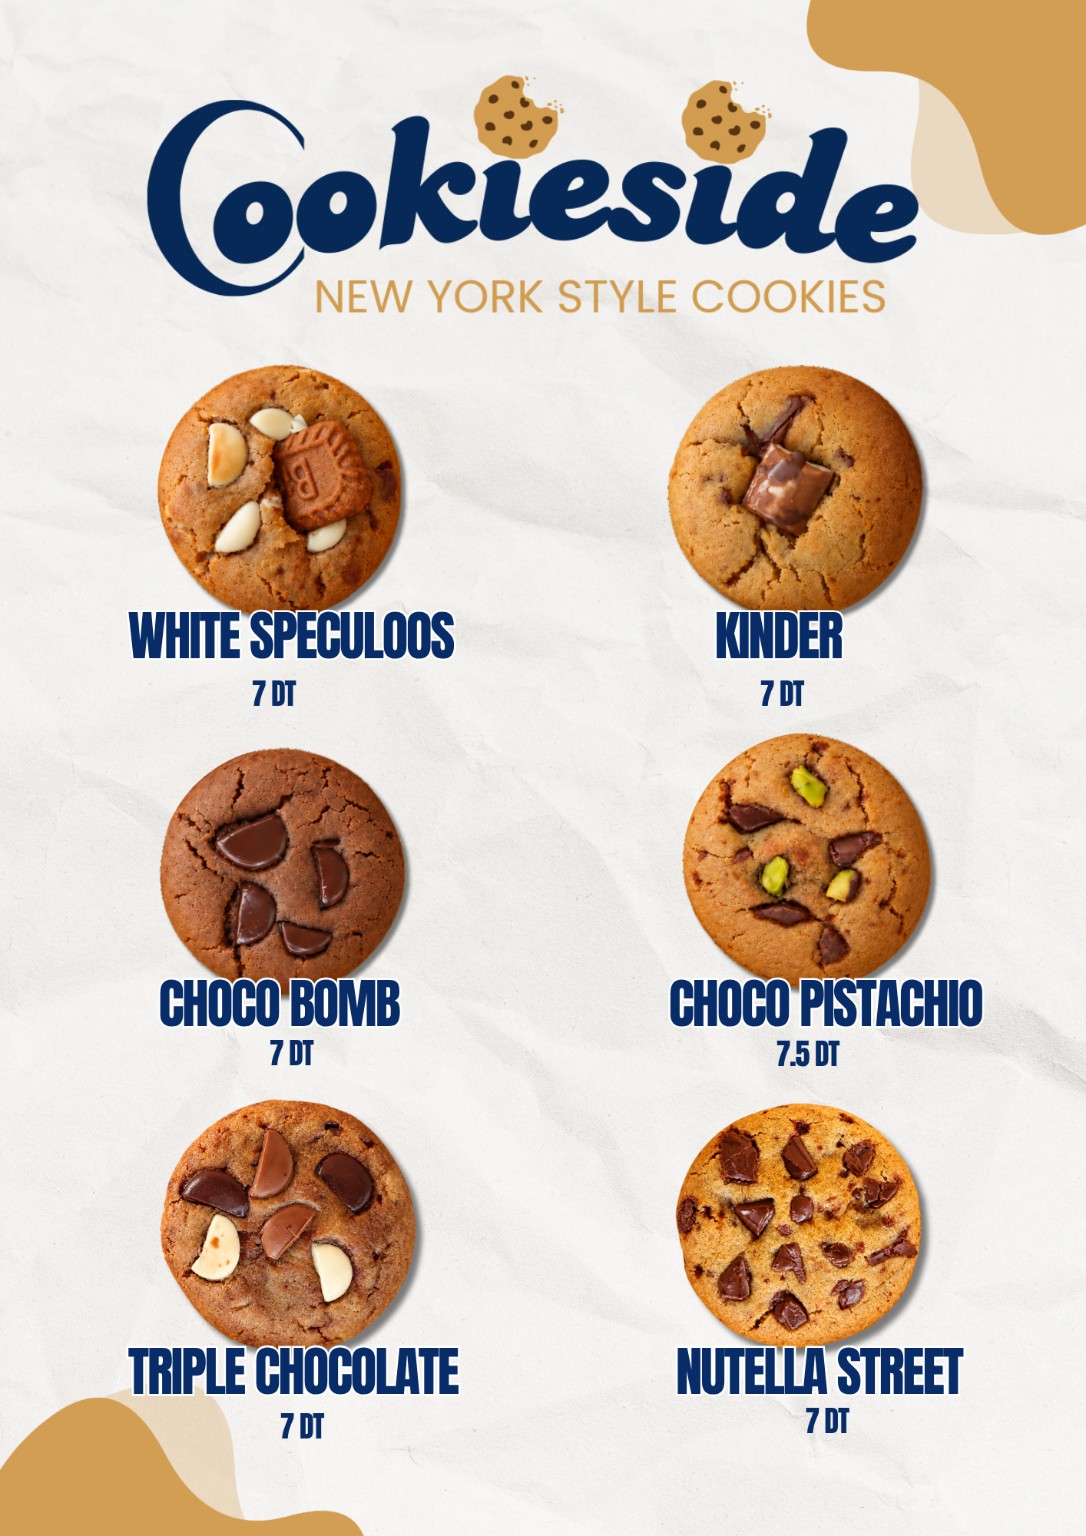 Cookieside
NEW YORK STYLE COOKIES
WHITE SPECULOOS
7 DT
KINDER
7 DT
CHOCO BOMB
7 DT
CHOCO PISTACHIO
7.5 DT
TRIPLE CHOCOLATE
7 DT
NUTELLA STREET
7 DT